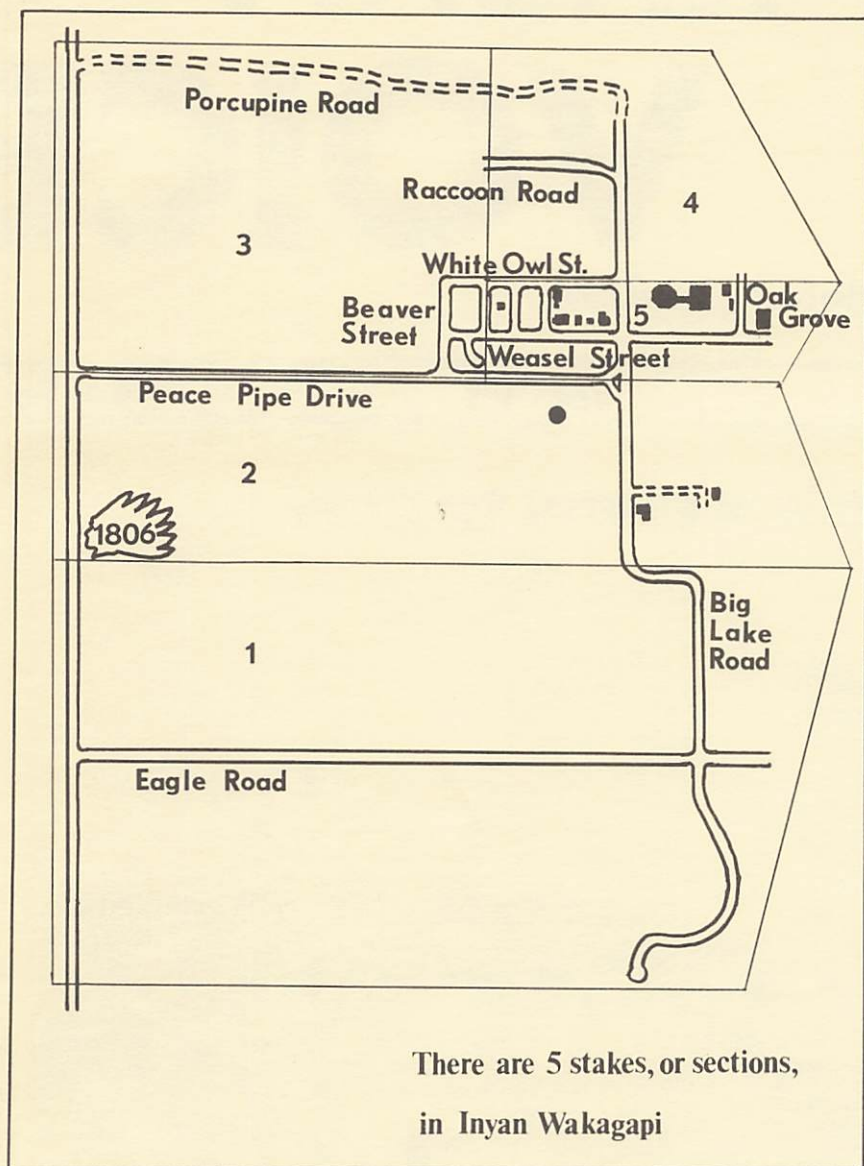 Porcupine Road
Raccoon Road
4
3
White Owl St.
Beaver
Street
5
Oak
Grove
Weasel Street
Peace Pipe Drive
2
1806
1
Big
Lake
Road
Eagle Road
There are 5 stakes, or sections,
in Inyan Wakagapi